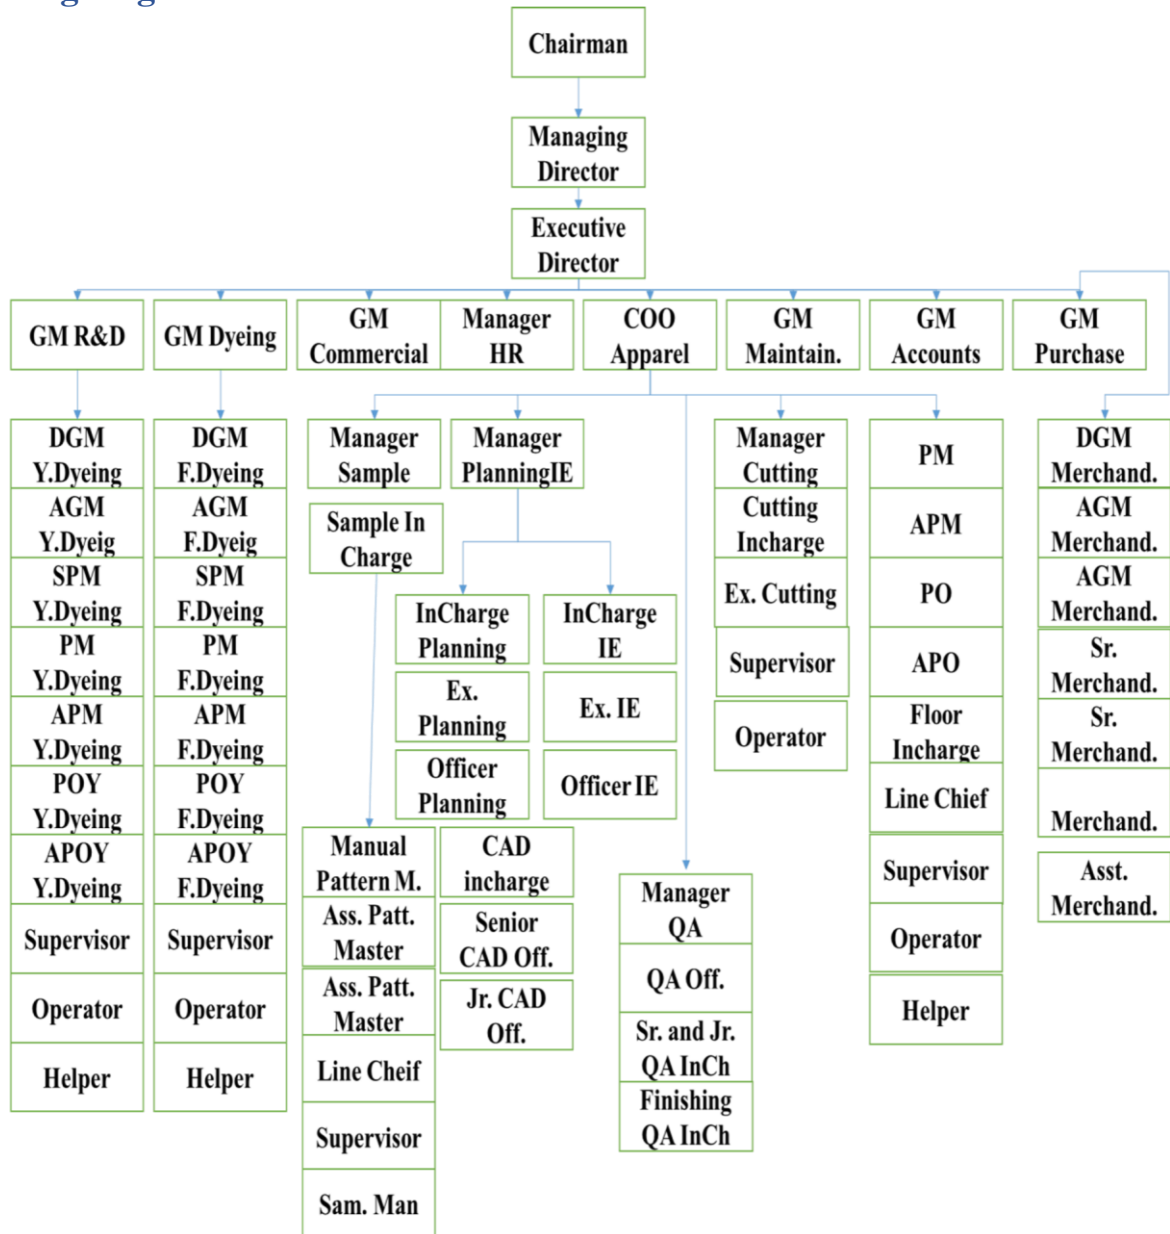 Chairman
Managing
Director
Executive
Director
GM R&D
GM Dyeing
GM
Commercial
Manager
HR
COO
Apparel
GM
Maintain.
GM
Accounts
GM
Purchase
DGM
Y.Dyeing
AGM
Y.Dyeig
SPM
Y.Dyeing
PM
Y.Dyeing
APM
Y.Dyeing
POY
Y.Dyeing
APOY
Y.Dyeing
Supervisor
Operator
Helper
DGM
F.Dyeing
AGM
F.Dyeig
SPM
F.Dyeing
PM
F.Dyeing
APM
F.Dyeing
POY
F.Dyeing
APOY
F.Dyeing
Supervisor
Operator
Helper
Manager
Sample
Sample In
Charge
Manual
Pattern M.
Ass. Patt.
Master
Ass. Patt.
Master
Line Cheif
Supervisor
Sam. Man
CAD
incharge
Senior
CAD Off.
Jr. CAD
Off.
Manager
PlanningIE
InCharge
Planning
Ex.
Planning
Officer
Planning
InCharge
IE
Ex. IE
Officer IE
Manager
QA
QA Off.
Sr. and Jr.
QA InCh
Finishing
QA InCh
Manager
Cutting
Cutting
Incharge
Ex. Cutting
Supervisor
Operator
PM
APM
PO
APO
Floor
Incharge
Line Chief
Supervisor
Operator
Helper
DGM
Merchand.
AGM
Merchand.
AGM
Merchand.
Sr.
Merchand.
Sr.
Merchand.
Merchand.
Asst.
Merchand.